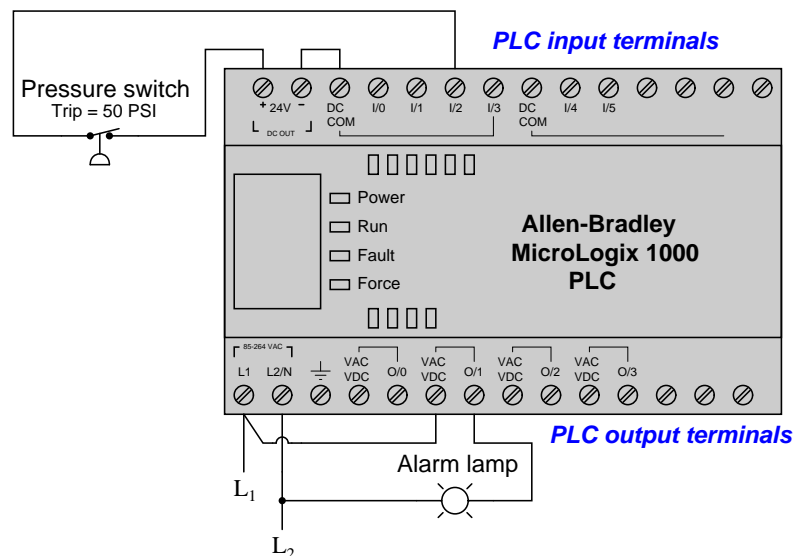 PLC input terminals
Pressure switch
Trip = 50 PSI
+ 24V -
DC OUT
DC COM
I/0
I/1
I/2
I/3
DC COM
I/4
I/5
Power
Run
Fault
Force
Allen-Bradley
MicroLogix 1000
PLC
85-264 VAC
L1
L2/N
VAC VDC
O/0
VAC VDC
O/1
VAC VDC
O/2
VAC VDC
O/3
PLC output terminals
Alarm lamp
L1
L2